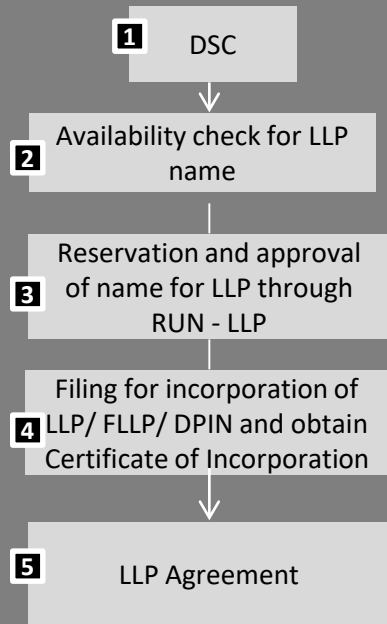 1
DSC
2
Availability check for LLP
name
3
Reservation and approval
of name for LLP through
RUN - LLP
4
Filing for incorporation of
LLP/ FLLP/ DPIN and obtain
Certificate of Incorporation
5
LLP Agreement